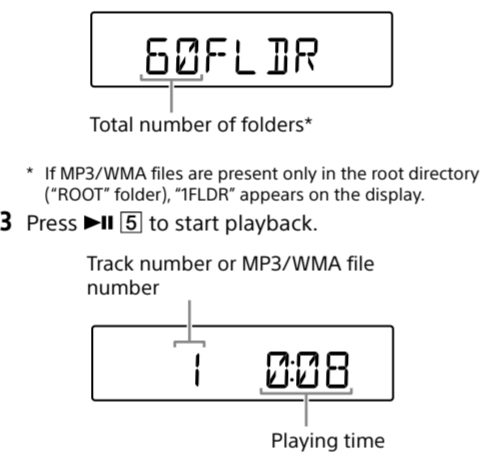 60FLDR
Total number of folders*
* If MP3/WMA files are present only in the root directory
(“ROOT” folder), “1FLDR” appears on the display.
3 Press ►II 5 to start playback.
Track number or MP3/WMA file
number
1 0:08
Playing time